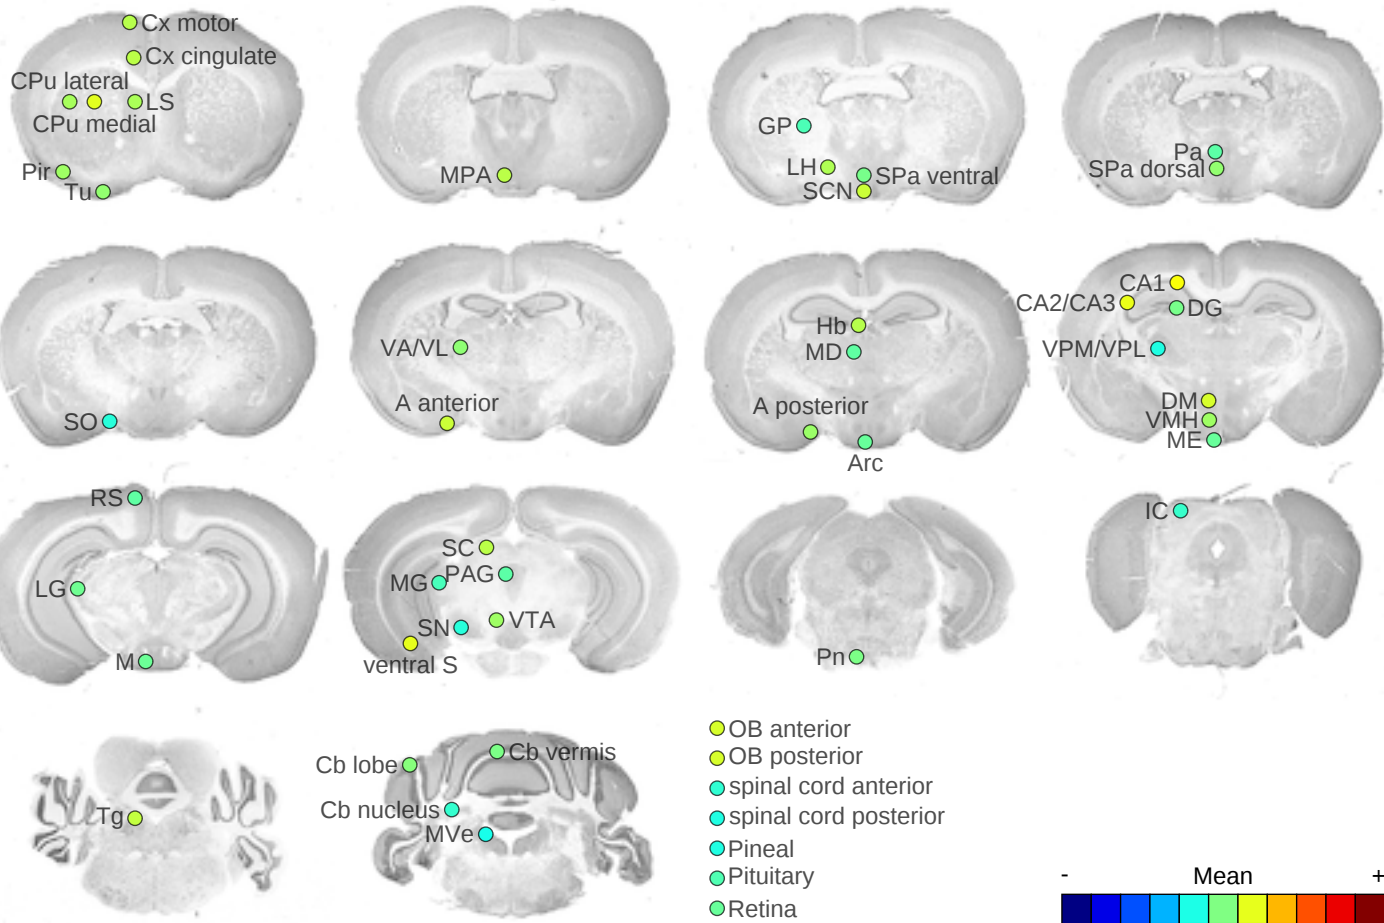 Cx motor
Cx cingulate
CPu lateral
LS
CPu medial
Pir
Tu
MPA
GP
LH
SPa ventral
SCN
Pa
SPa dorsal
SO
VA/VL
A anterior
Hb
MD
A posterior
Arc
CA1
CA2/CA3
DG
VPM/VPL
DM
VMH
ME
RS
LG
M
SC
MG
PAG
SN
VTA
ventral S
Pn
IC
Tg
Cb lobe
Cb vermis
Cb nucleus
MVe
OB anterior
OB posterior
spinal cord anterior
spinal cord posterior
Pineal
Pituitary
Retina
- Mean +